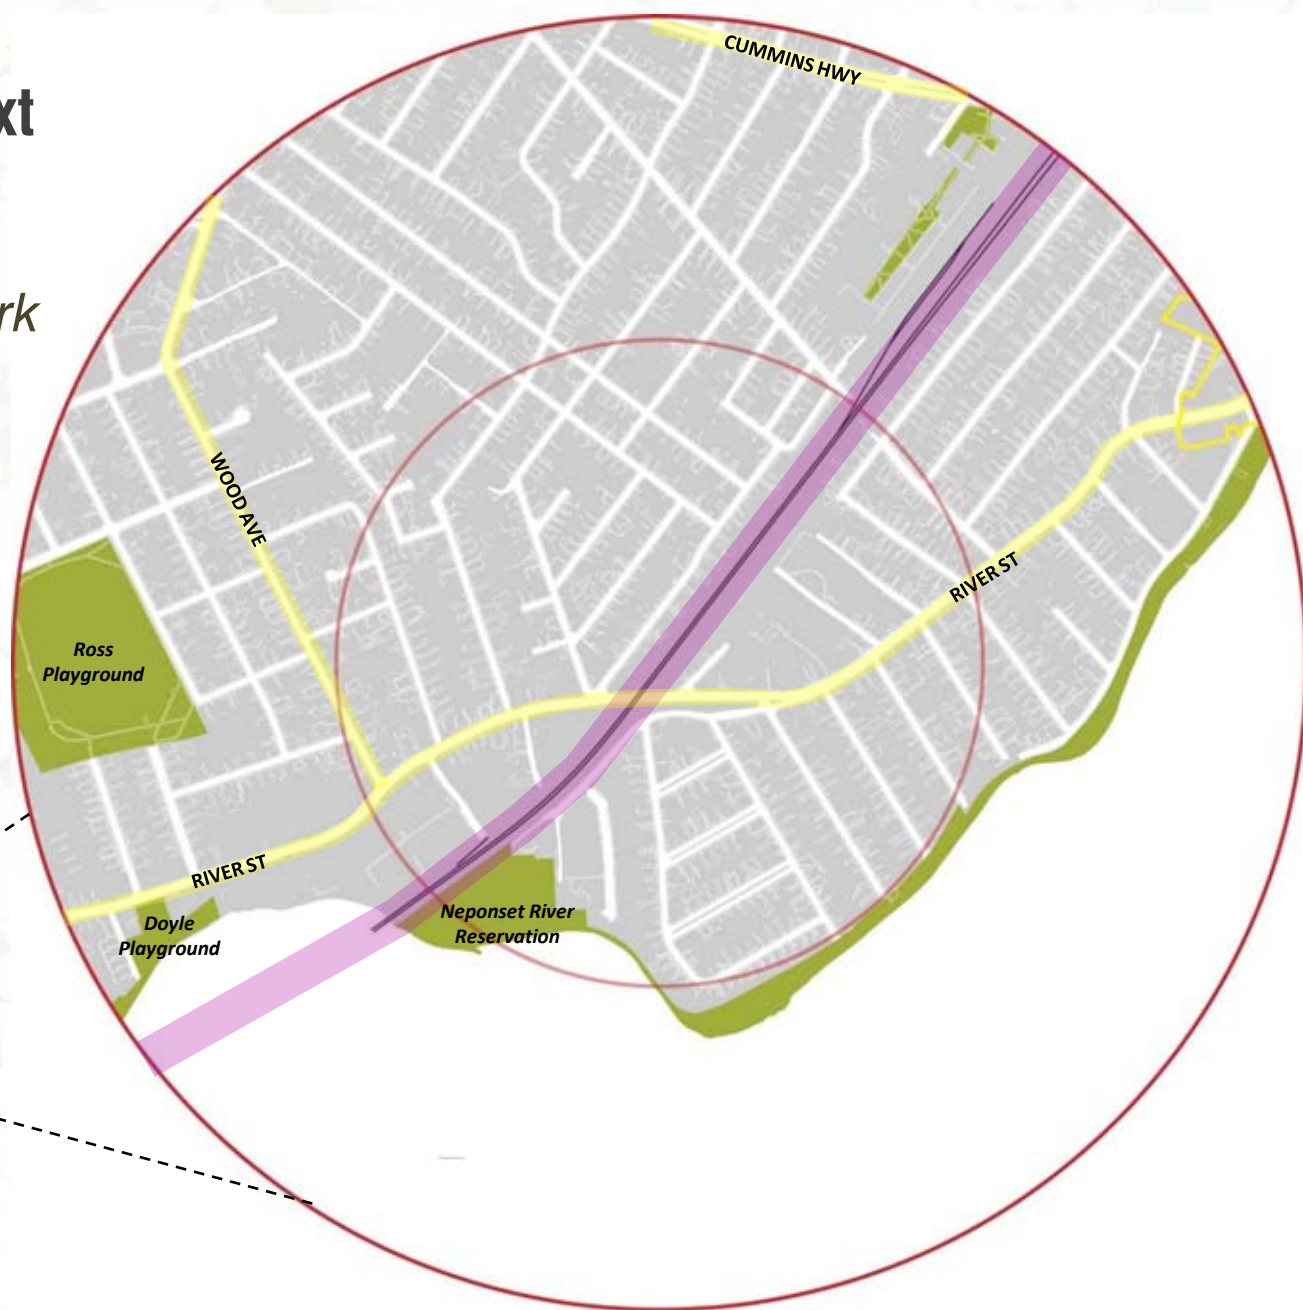 xt
rk
CUMMINS HWY
WOOD AVE
RIVER ST
Ross
Playground
RIVER ST
Doyle
Playground
Neponset River
Reservation